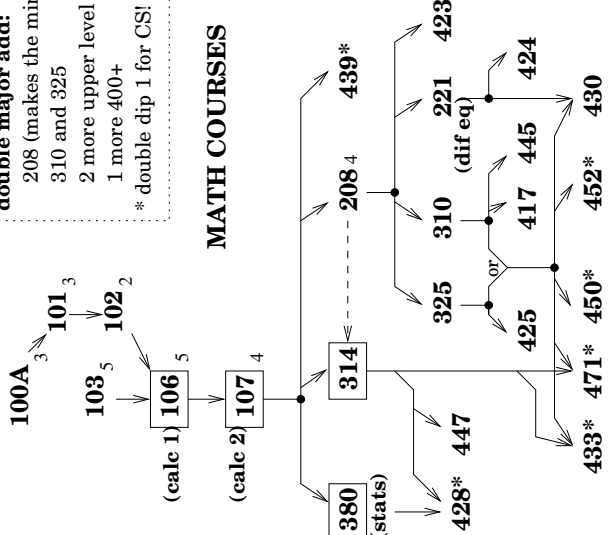 double major add:
208 (makes the
310 and 325
2 more upper level
1 more 400+
* double dip 1 for CS!
MATH COURSES
100A 3
101 3
102 2
103 5
(calc 1) 106 5
(calc 2) 107 4
380
(stats)
314
208 4
439*
428*
447
325
310
221
(dif eq)
423
or
425
417
445
424
433*
471*
450*
452*
430